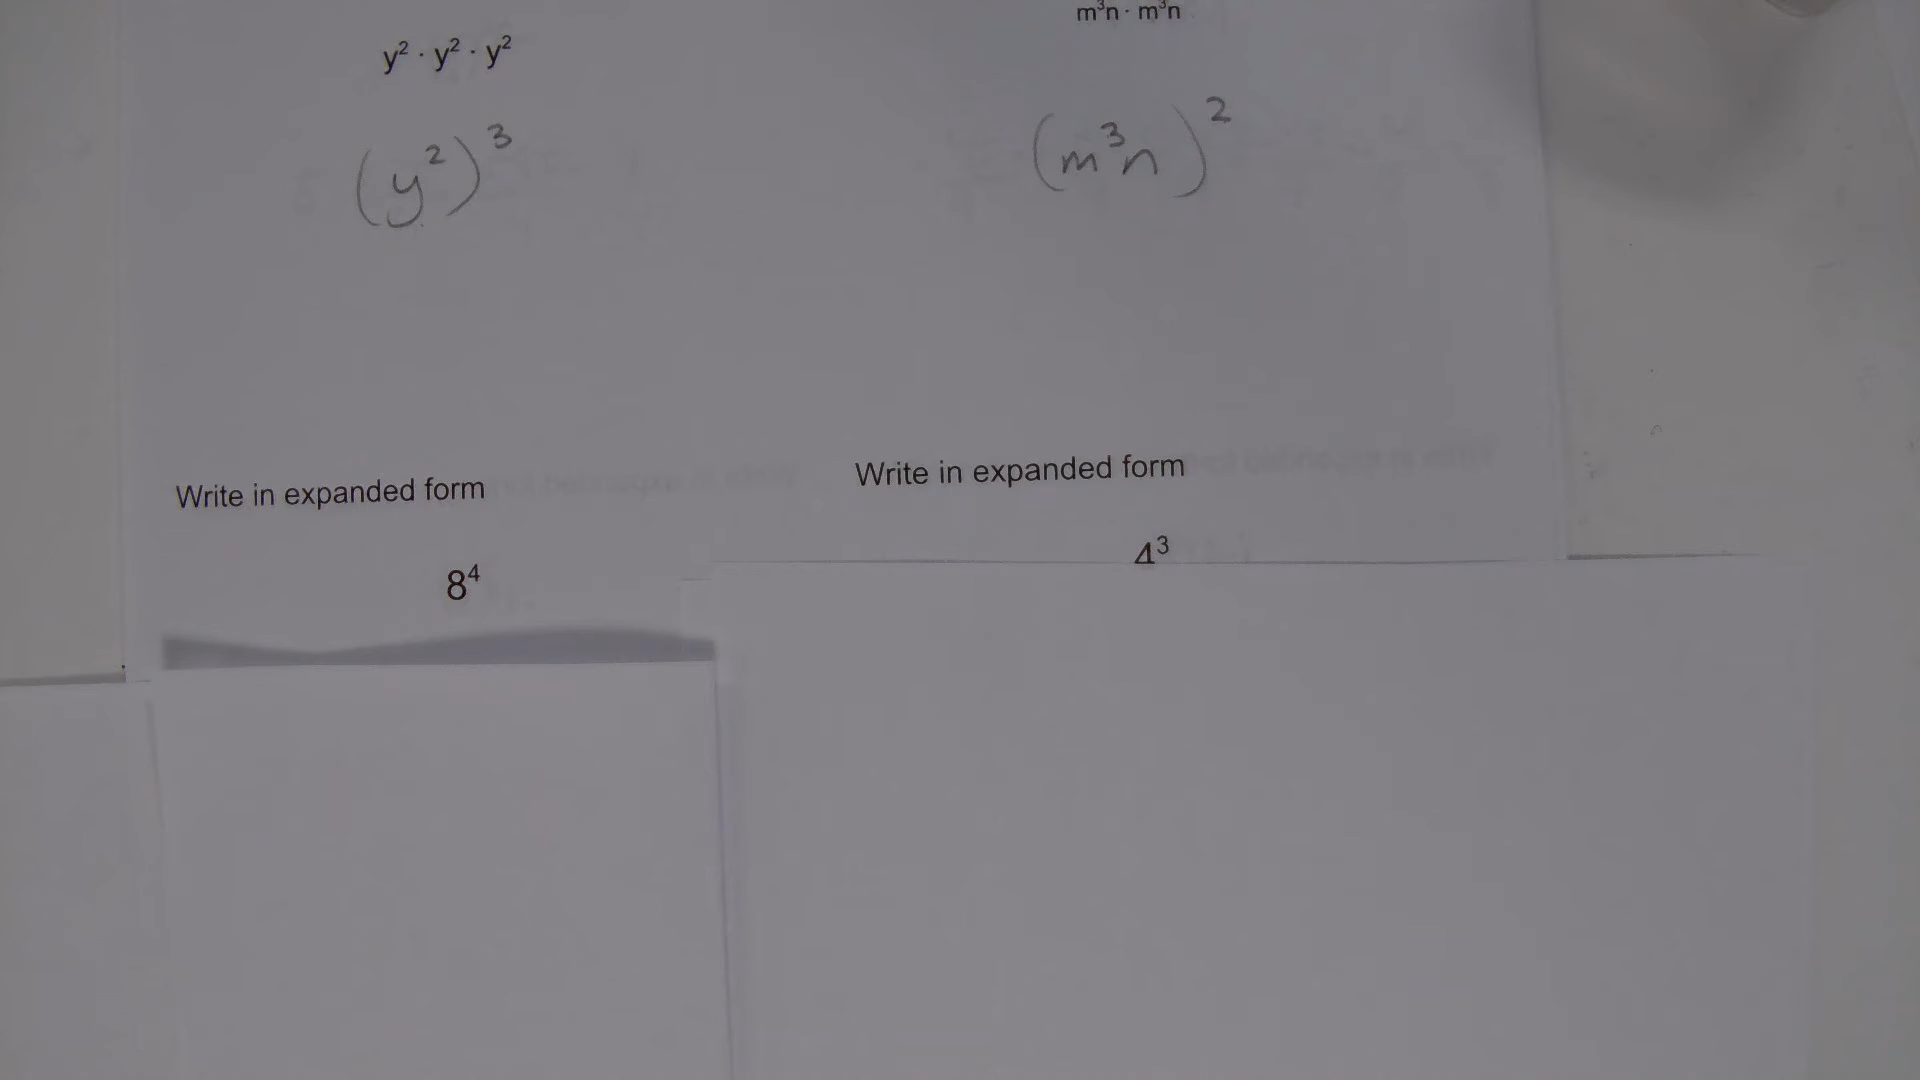 m³n · m³n
y² · y² · y²
(y²)³
(m³n)²
Write in expanded form
Write in expanded form
8⁴
4³